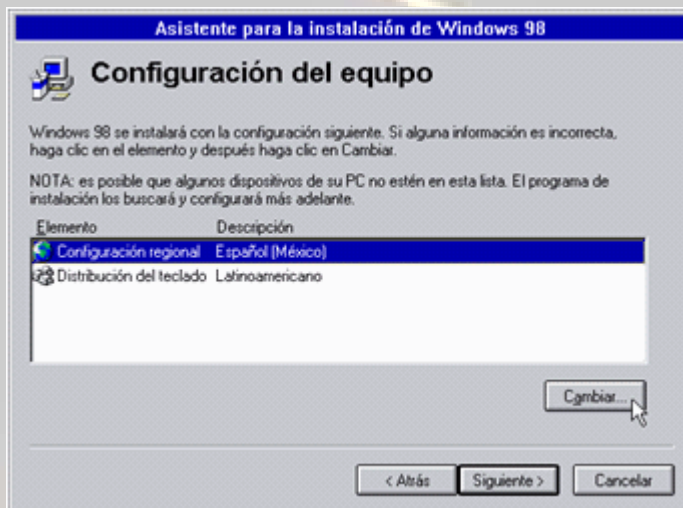 Asistente para la instalación de Windows 98
Configuración del equipo
Windows 98 se instalará con la configuración siguiente. Si alguna información es incorrecta,
haga clic en el elemento y después haga clic en Cambiar.
NOTA: es posible que algunos dispositivos de su PC no estén en esta lista. El programa de
instalación los buscará y configurará más adelante.
Elemento Descripción
Configuración regional Español (México)
Distribución del teclado Latinoamericano
Cambiar...
< Atrás Siguiente > Cancelar